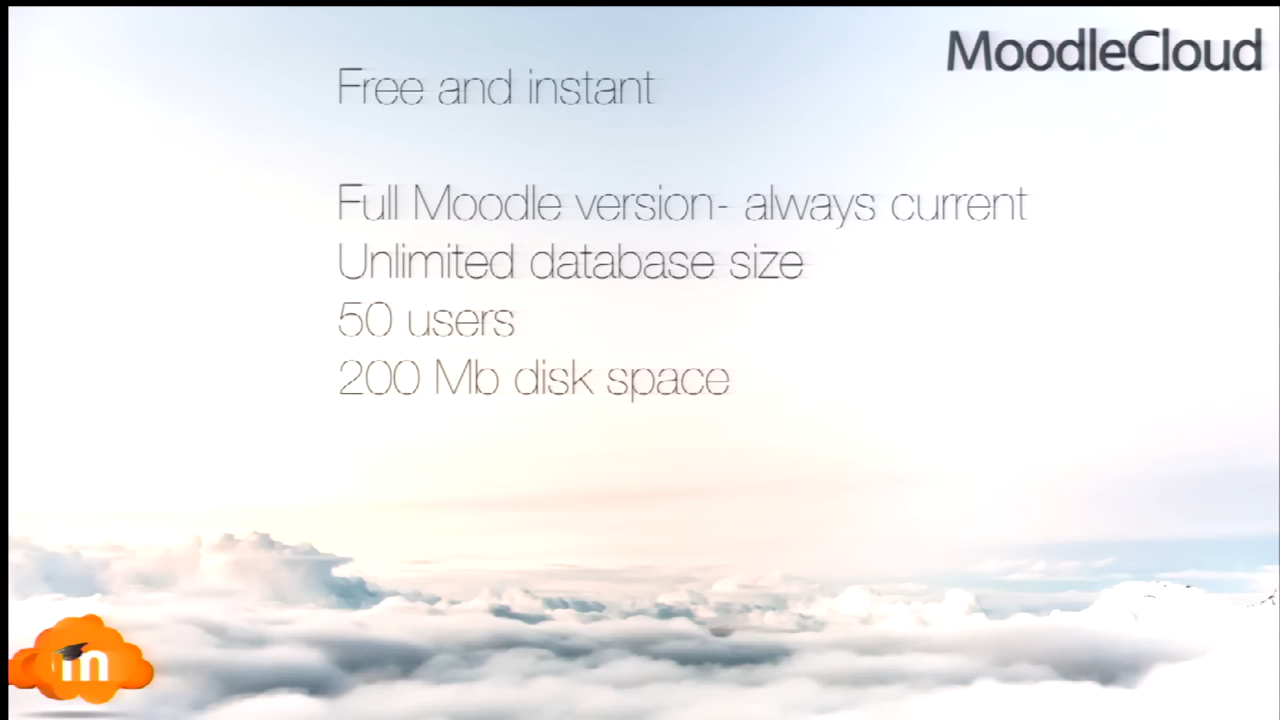 MoodleCloud
Free and instant
Full Moodle version- always current
Unlimited database size
50 users
200 Mb disk space
m